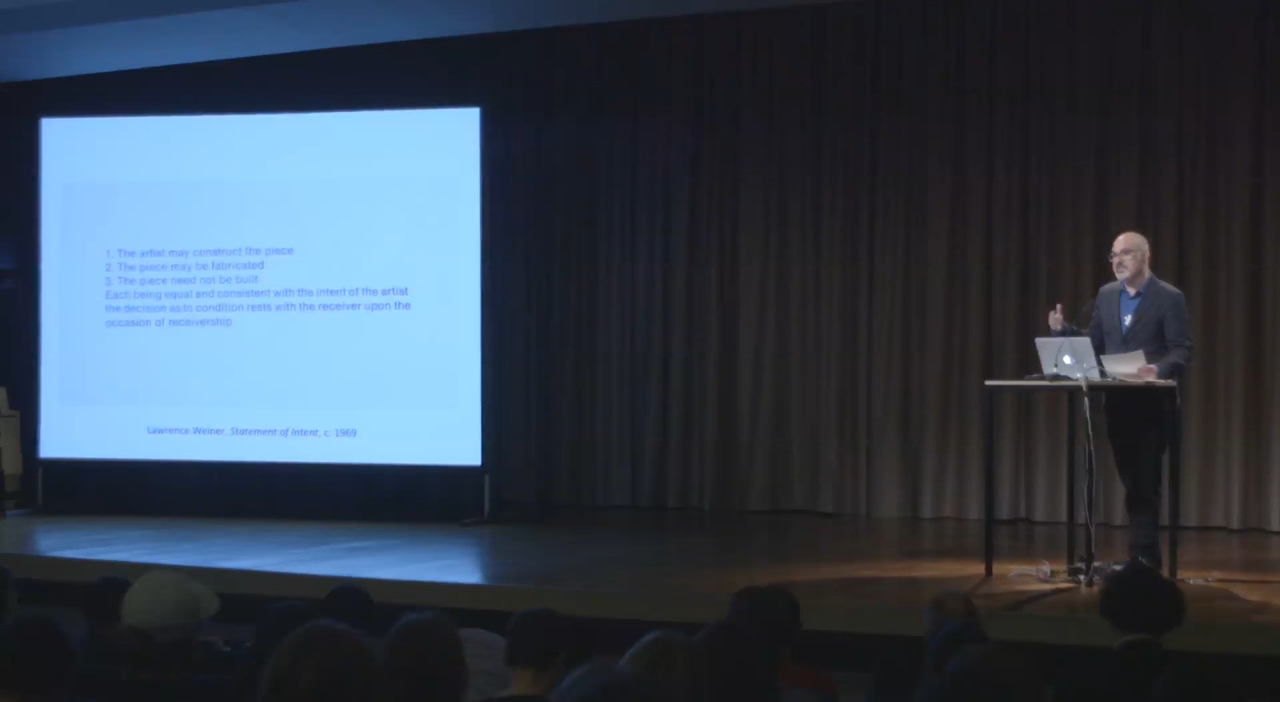 1. The artist may construct the piece
2. The piece may be fabricated
3. The piece need not be built
Each being equal and consistent with the intent of the artist
the decision as to condition rests with the receiver upon the
occasion of receivership
Lawrence Weiner, Statement of Intent, c. 1969